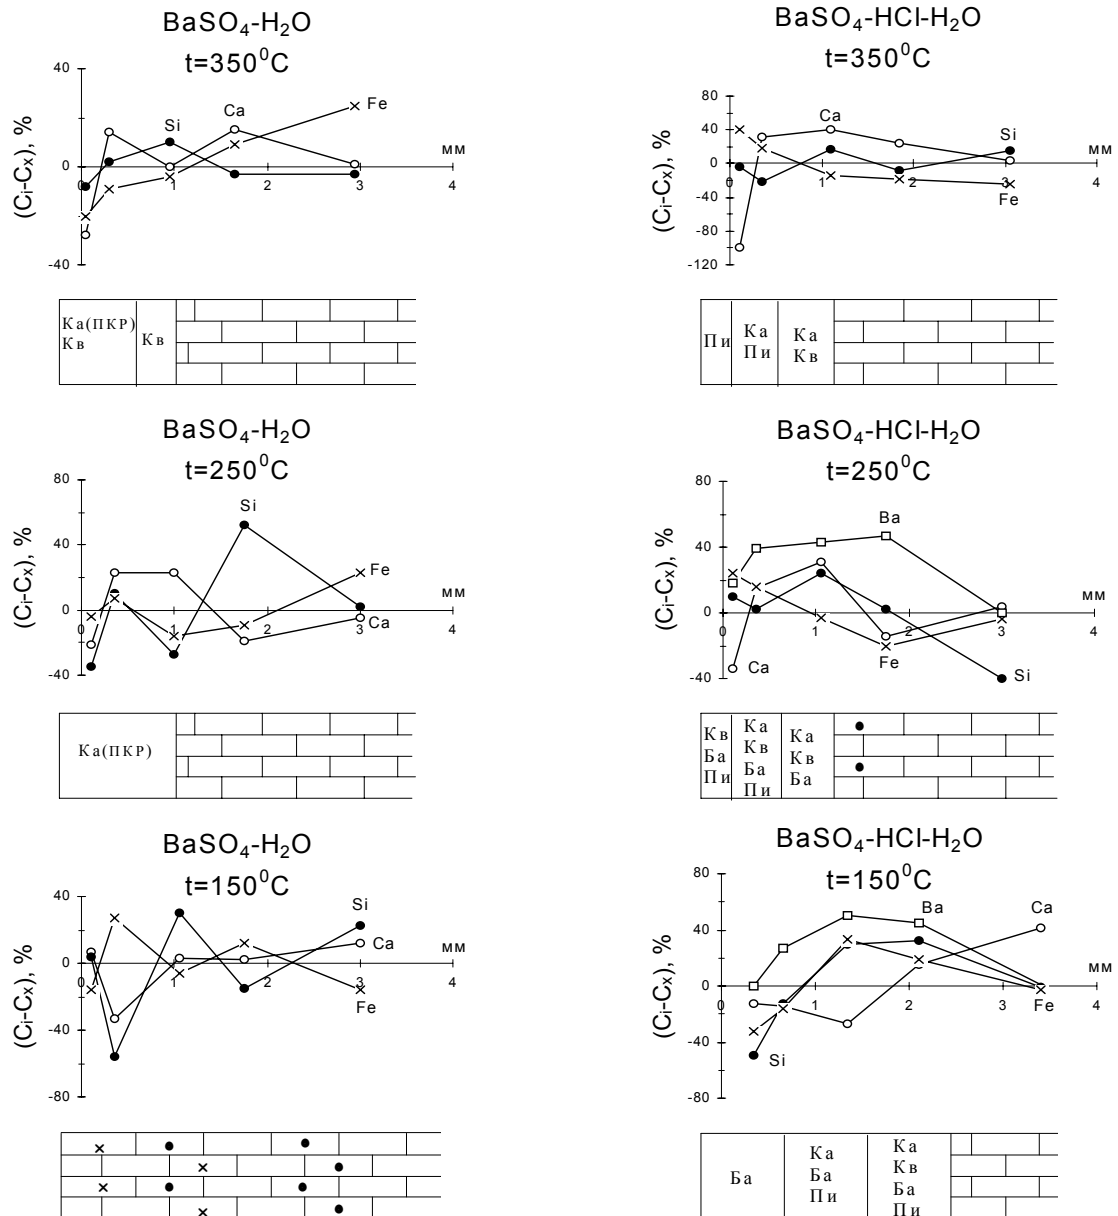 BaSO₄-H₂O
t=350⁰C
(Cᵢ-Cₓ), %
40
0
-40
0
1
2
3
4
мм
Si
Ca
Fe
Ка(ПКР)
Кв
Кв
BaSO₄-HCl-H₂O
t=350⁰C
(Cᵢ-Cₓ), %
80
40
0
-40
-80
-120
0
1
2
3
4
мм
Ca
Si
Fe
Пи
Ка
Пи
Ка
Кв
BaSO₄-H₂O
t=250⁰C
(Cᵢ-Cₓ), %
80
40
0
-40
0
1
2
3
4
мм
Si
Fe
Ca
Ка(ПКР)
BaSO₄-HCl-H₂O
t=250⁰C
(Cᵢ-Cₓ), %
80
40
0
-40
0
1
2
3
4
мм
Ba
Ca
Fe
Si
Кв
Ба
Пи
Ка
Кв
Ба
Пи
Ка
Кв
Ба
BaSO₄-H₂O
t=150⁰C
(Cᵢ-Cₓ), %
40
0
-40
-80
0
1
2
3
4
мм
Si
Ca
Fe
BaSO₄-HCl-H₂O
t=150⁰C
(Cᵢ-Cₓ), %
80
40
0
-40
-80
0
1
2
3
4
мм
Ba
Ca
Si
Fe
Ба
Ка
Ба
Пи
Ка
Кв
Ба
Пи